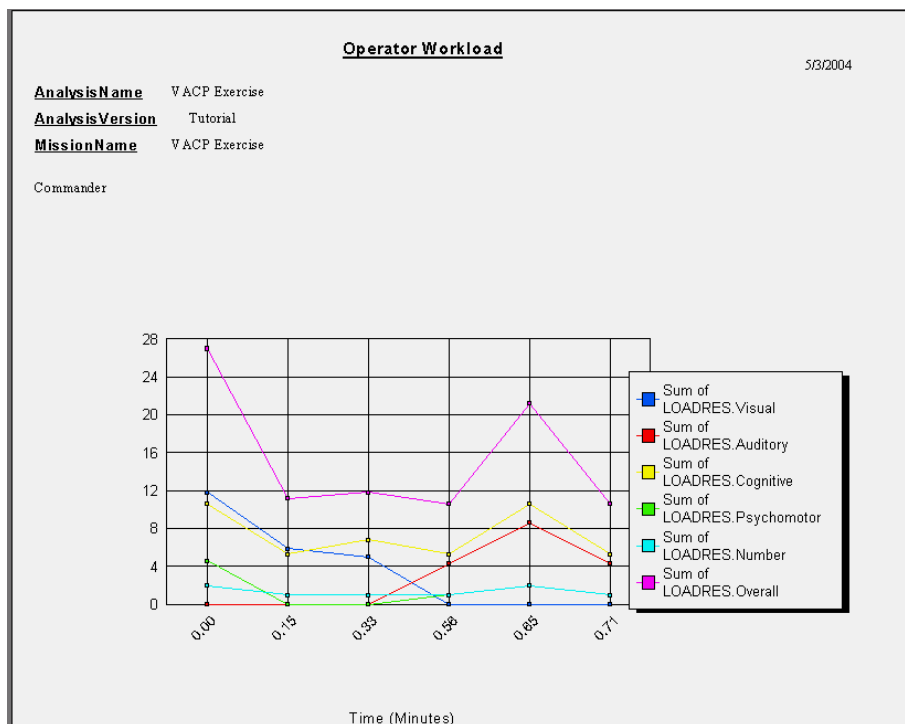 Operator Workload
5/3/2004
AnalysisName VACP Exercise
AnalysisVersion Tutorial
MissionName VACP Exercise
Commander
28
24
20
16
12
8
4
0
0.00 0.15 0.33 0.56 0.65 0.71
Time (Minutes)
Sum of
LOADRES.Visual
Sum of
LOADRES.Auditory
Sum of
LOADRES.Cognitive
Sum of
LOADRES.Psychomotor
Sum of
LOADRES.Number
Sum of
LOADRES.Overall